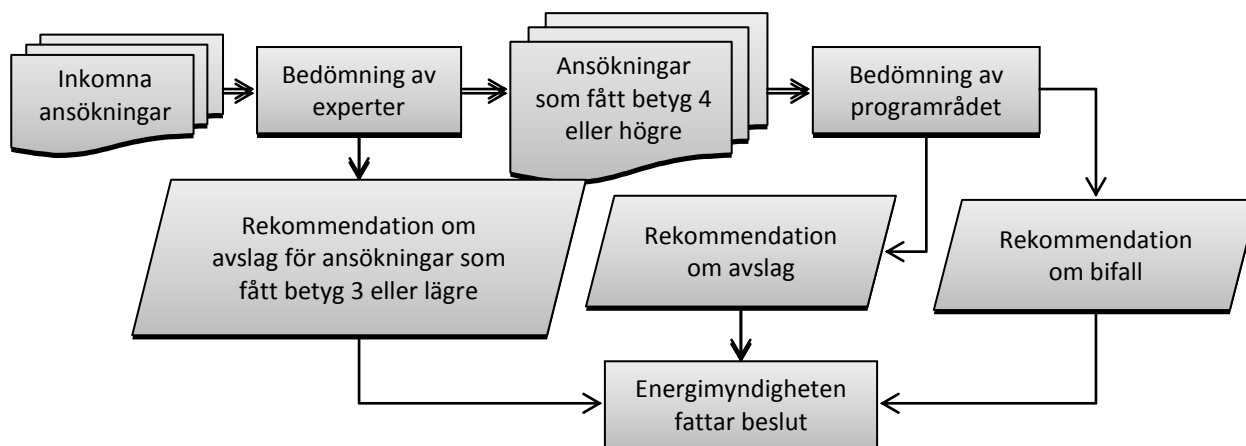 Inkomna
ansökningar
Bedömning av
experter
Ansökningar
som fått betyg 4
eller högre
Bedömning av
programrådet
Rekommendation om
avslag för ansökningar som
fått betyg 3 eller lägre
Rekommendation
om avslag
Rekommendation
om bifall
Energimyndigheten
fattar beslut